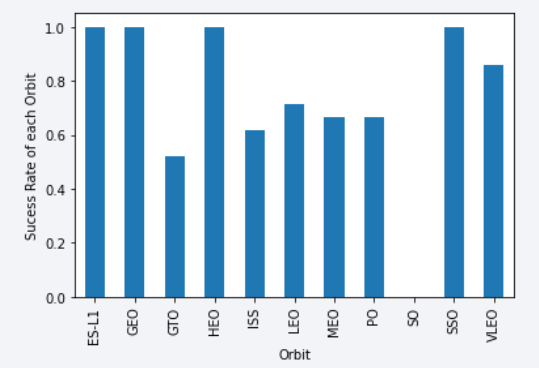 1.0
0.8
0.6
0.4
0.2
0.0
Sucess Rate of each Orbit
ES-L1
GEO
GTO
HEO
ISS
LEO
MEO
PO
SO
SSO
VLEO
Orbit